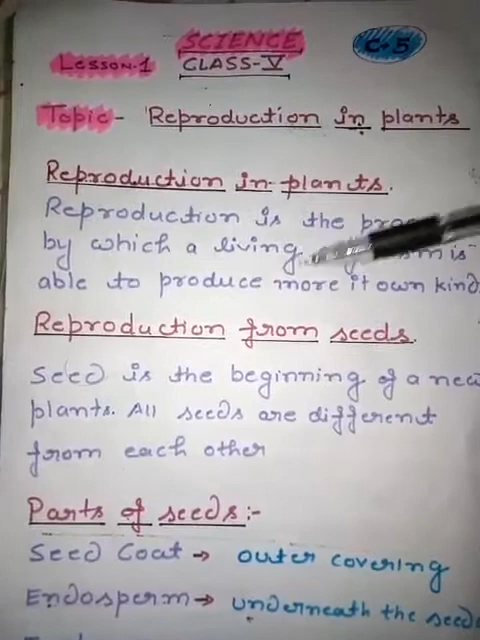 SCIENCE
C-5
Lesson-1
CLASS-V
Topic- Reproduction in plants
Reproduction in plants.
Reproduction is the
by which a living is
able to produce more it own kind
Reproduction from seeds.
Seed is the beginning of a new
plants. All seeds are different
from each other
Parts of seeds:-
Seed Coat → outer covering
Endosperm → underneath the seed